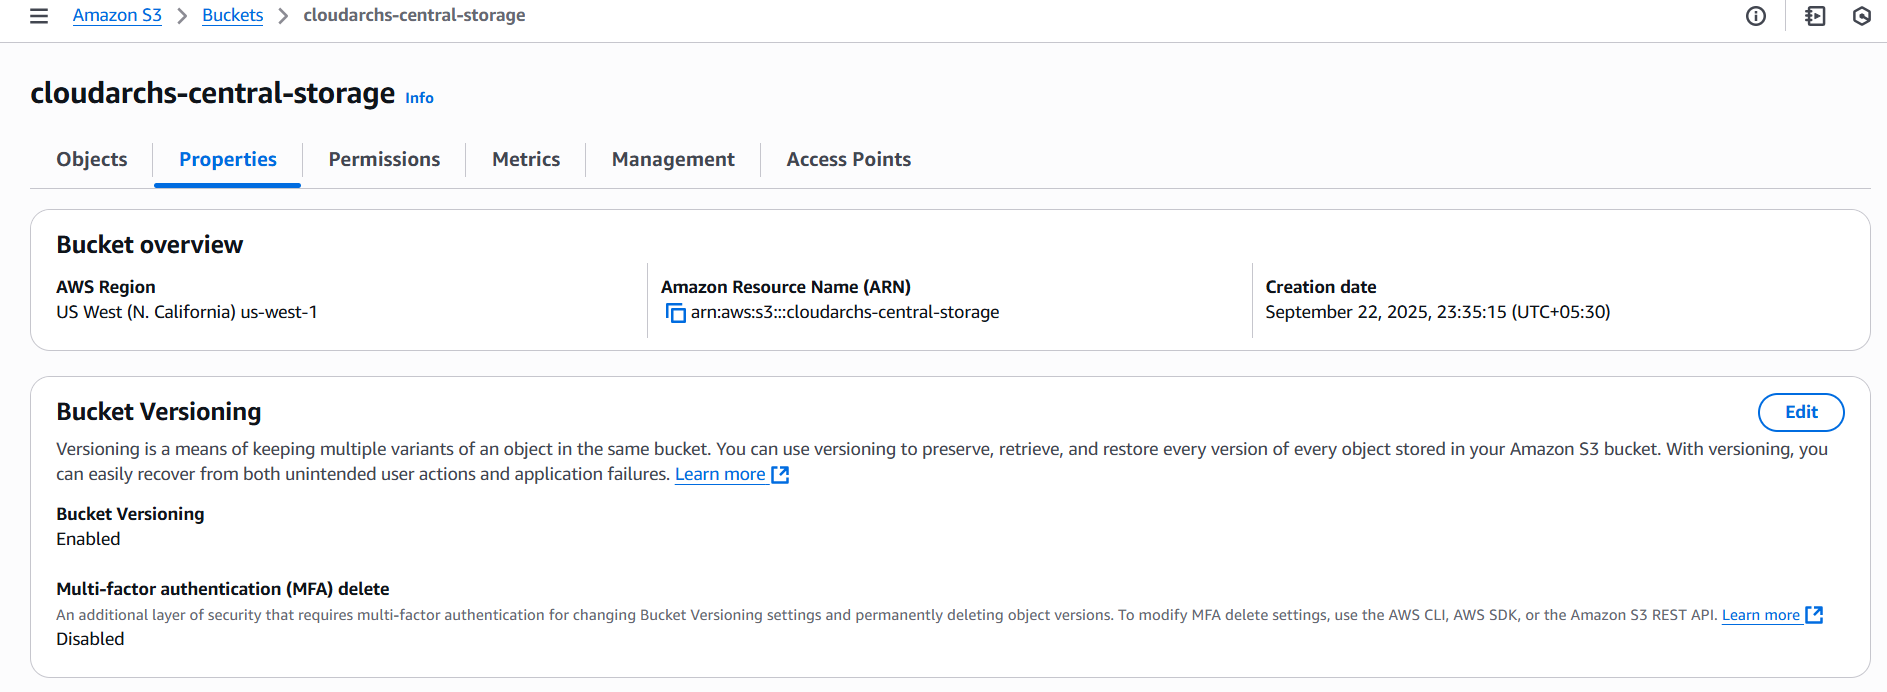 Amazon S3 > Buckets > cloudarchs-central-storage
cloudarchs-central-storage Info
Objects Properties Permissions Metrics Management Access Points
Bucket overview
AWS Region
US West (N. California) us-west-1
Amazon Resource Name (ARN)
arn:aws:s3:::cloudarchs-central-storage
Creation date
September 22, 2025, 23:35:15 (UTC+05:30)
Bucket Versioning
Edit
Versioning is a means of keeping multiple variants of an object in the same bucket. You can use versioning to preserve, retrieve, and restore every version of every object stored in your Amazon S3 bucket. With versioning, you
can easily recover from both unintended user actions and application failures. Learn more
Bucket Versioning
Enabled
Multi-factor authentication (MFA) delete
An additional layer of security that requires multi-factor authentication for changing Bucket Versioning settings and permanently deleting object versions. To modify MFA delete settings, use the AWS CLI, AWS SDK, or the Amazon S3 REST API. Learn more
Disabled